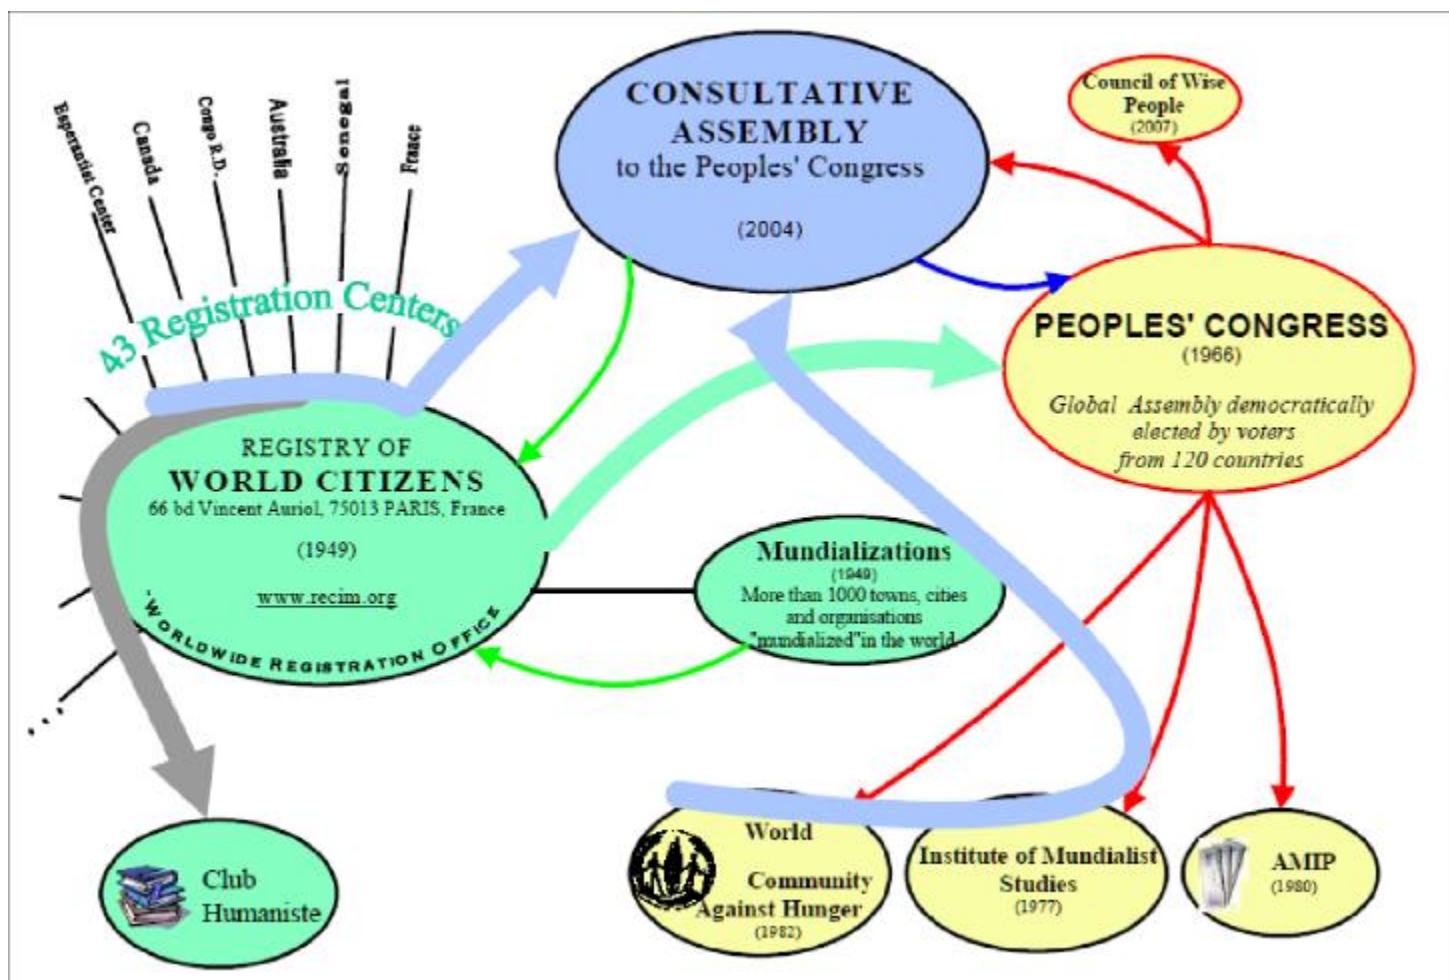 Esperantist Center
Canada
Congo R.D.
Australia
Senegal
France
43 Registration Centers
CONSULTATIVE
ASSEMBLY
to the Peoples' Congress
(2004)
Council of Wise
People
(2007)
PEOPLES' CONGRESS
(1966)
Global Assembly democratically
elected by voters
from 120 countries
REGISTRY OF
WORLD CITIZENS
66 bd Vincent Auriol, 75013 PARIS, France
(1949)
www.recim.org
-WORLDWIDE REGISTRATION OFFICE
Mundializations
(1949)
More than 1000 towns, cities
and organisations
"mundialized"in the world.
...
Club
Humaniste
World
Community
Against Hunger
(1982)
Institute of Mundialist
Studies
(1977)
AMIP
(1980)